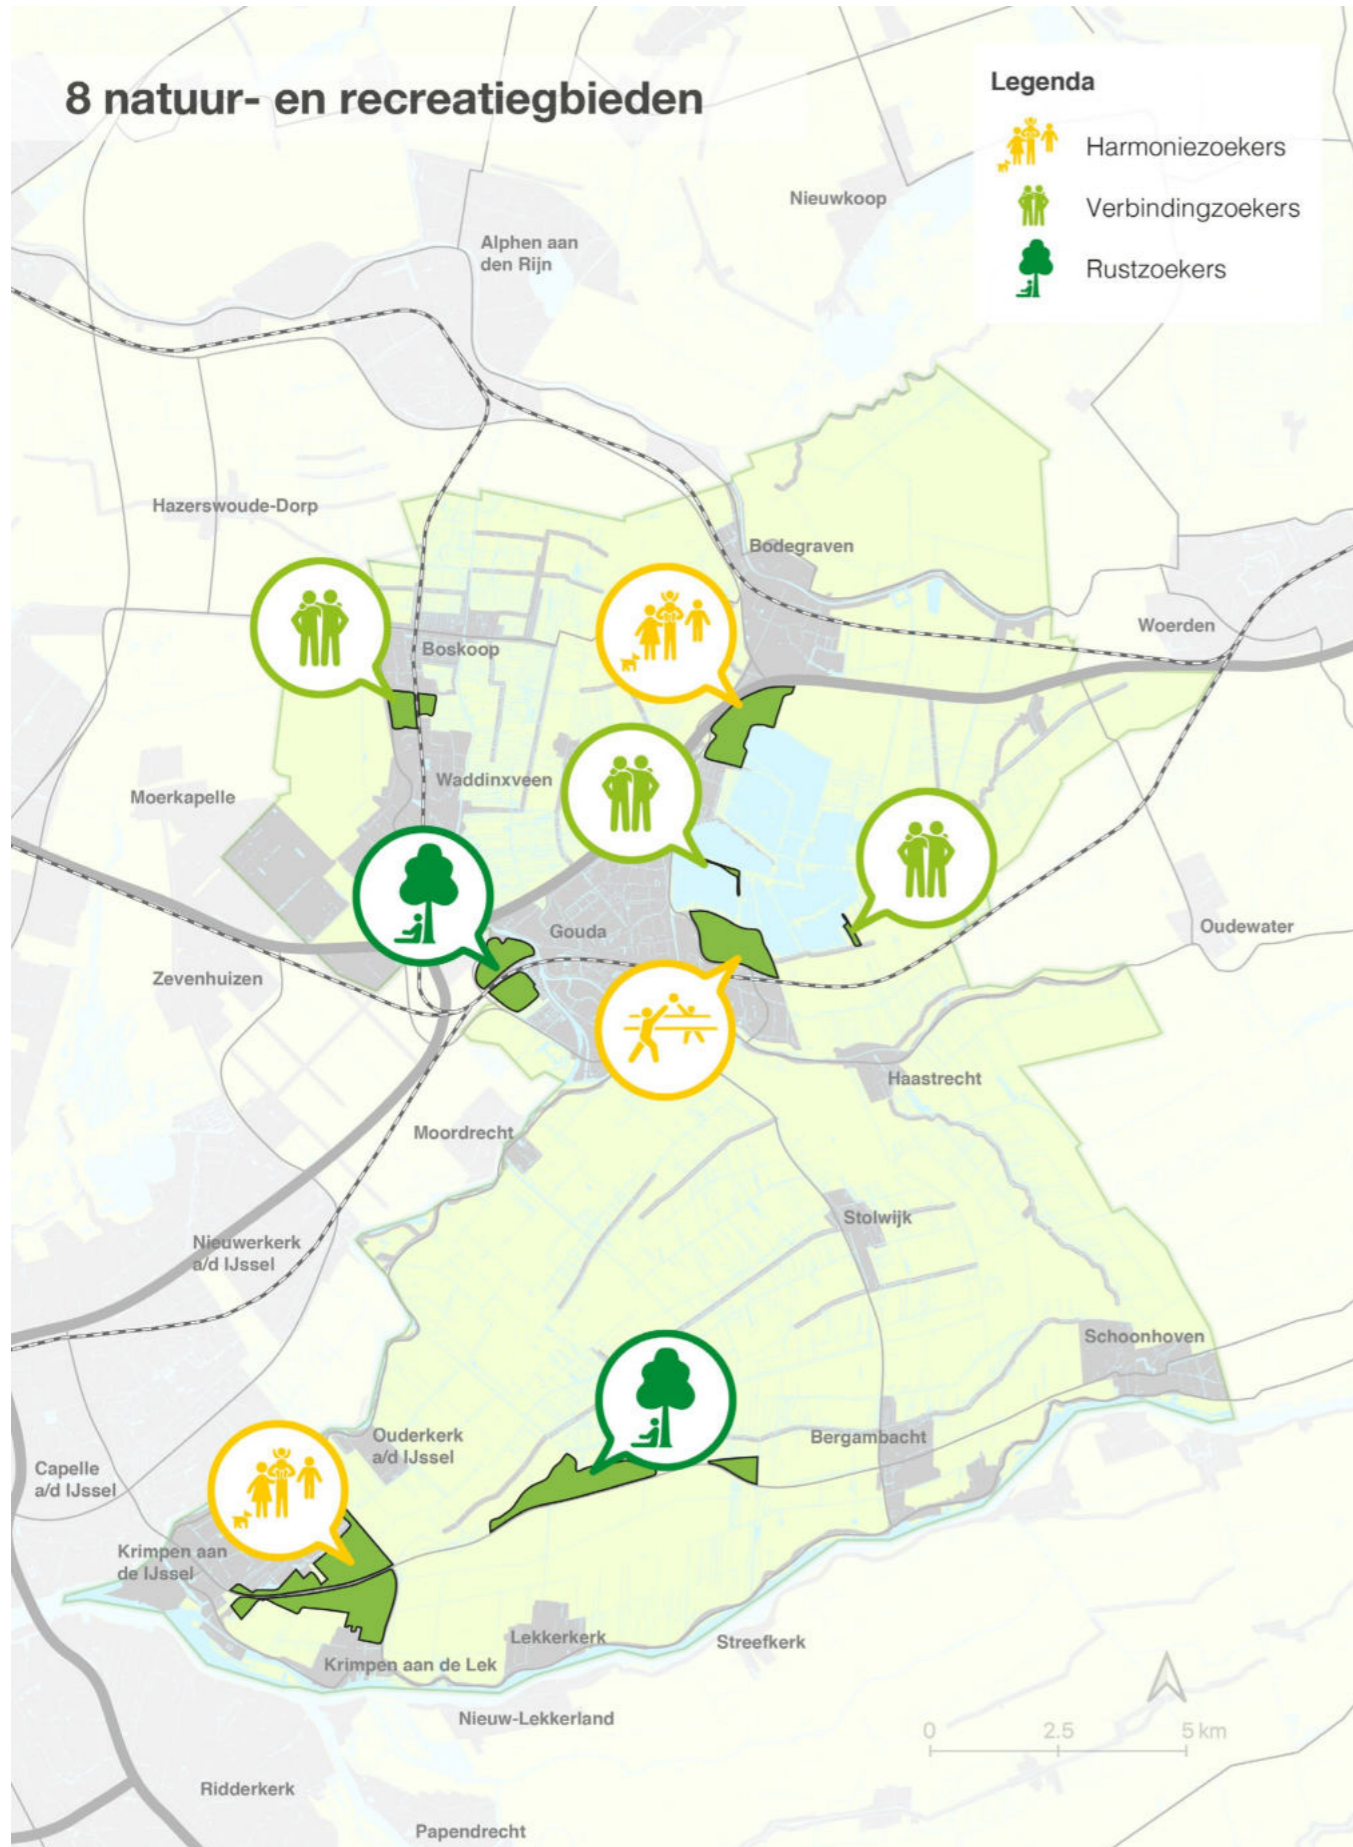 8 natuur- en recreatiegbieden
Legenda
Harmoniezoekers
Verbindingzoekers
Rustzoekers
Nieuwkoop
Alphen aan
den Rijn
Hazerswoude-Dorp
Bodegraven
Woerden
Boskoop
Waddinxveen
Moerkapelle
Gouda
Oudewater
Zevenhuizen
Haastrecht
Moordrecht
Stolwijk
Nieuwerkerk
a/d IJssel
Schoonhoven
Ouderkerk
a/d IJssel
Bergambacht
Capelle
a/d IJssel
Krimpen aan
de IJssel
Lekkerkerk
Streefkerk
Krimpen aan de Lek
Nieuw-Lekkerland
0 2.5 5 km
Ridderkerk
Papendrecht